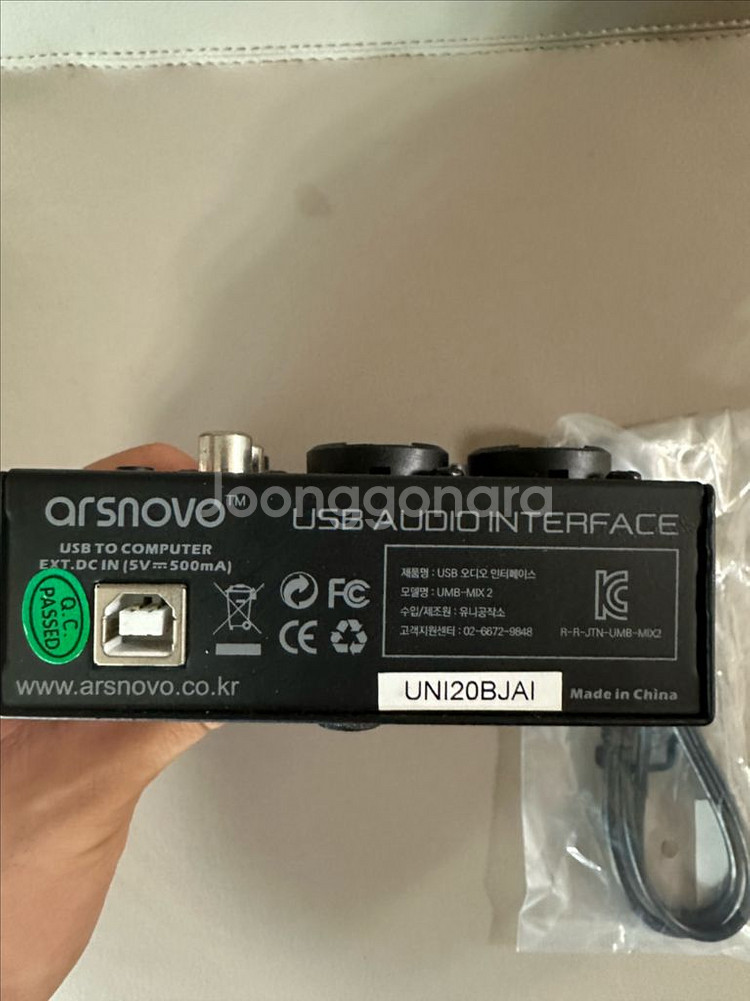 arsnovo™
bonggongara
USB AUDIO INTERFACE
USB TO COMPUTER
EXT.DC IN (5V⎓500mA)
Q.C.
PASSED
FC
CE
제품명 : USB 오디오 인터페이스
모델명 : UMB-MIX 2
수입/제조원 : 유니공작소
고객지원센터 : 02-6672-9848
R-R-JTN-UMB-MIX2
www.arsnovo.co.kr
UNI20BJAI
Made in China